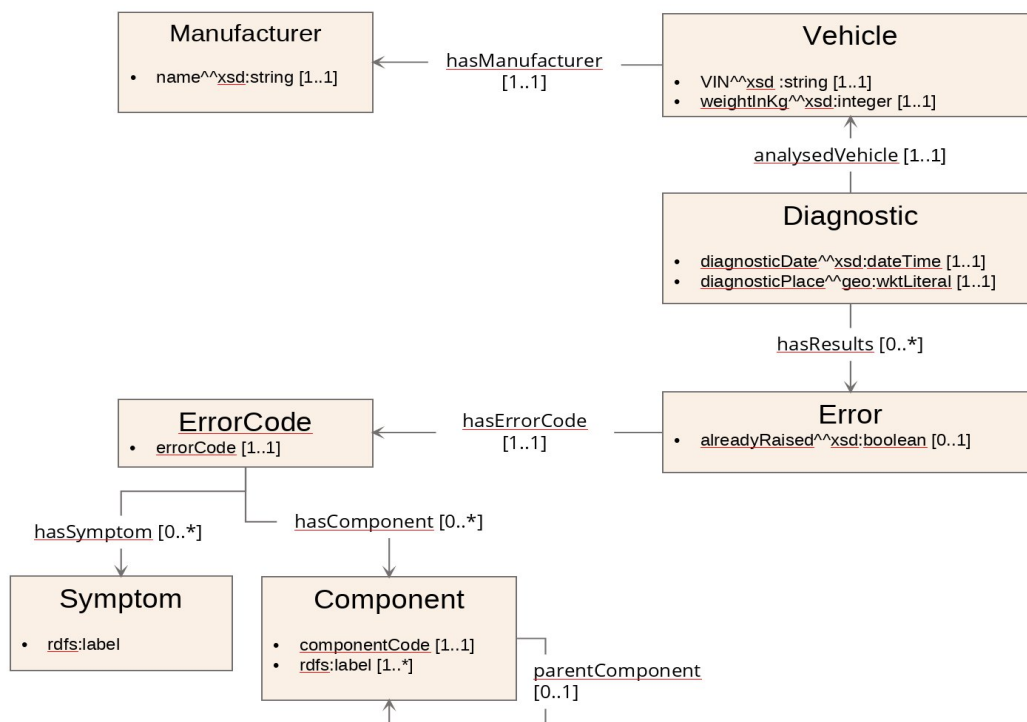 Manufacturer
• name^^xsd:string [1..1]
hasManufacturer
[1..1]
Vehicle
• VIN^^xsd :string [1..1]
• weightInKg^^xsd:integer [1..1]
analysedVehicle [1..1]
Diagnostic
• diagnosticDate^^xsd:dateTime [1..1]
• diagnosticPlace^^geo:wktLiteral [1..1]
hasResults [0..*]
Error
• alreadyRaised^^xsd:boolean [0..1]
hasErrorCode
[1..1]
ErrorCode
• errorCode [1..1]
hasSymptom [0..*]
hasComponent [0..*]
Symptom
• rdfs:label
Component
• componentCode [1..1]
• rdfs:label [1..*]
parentComponent
[0..1]